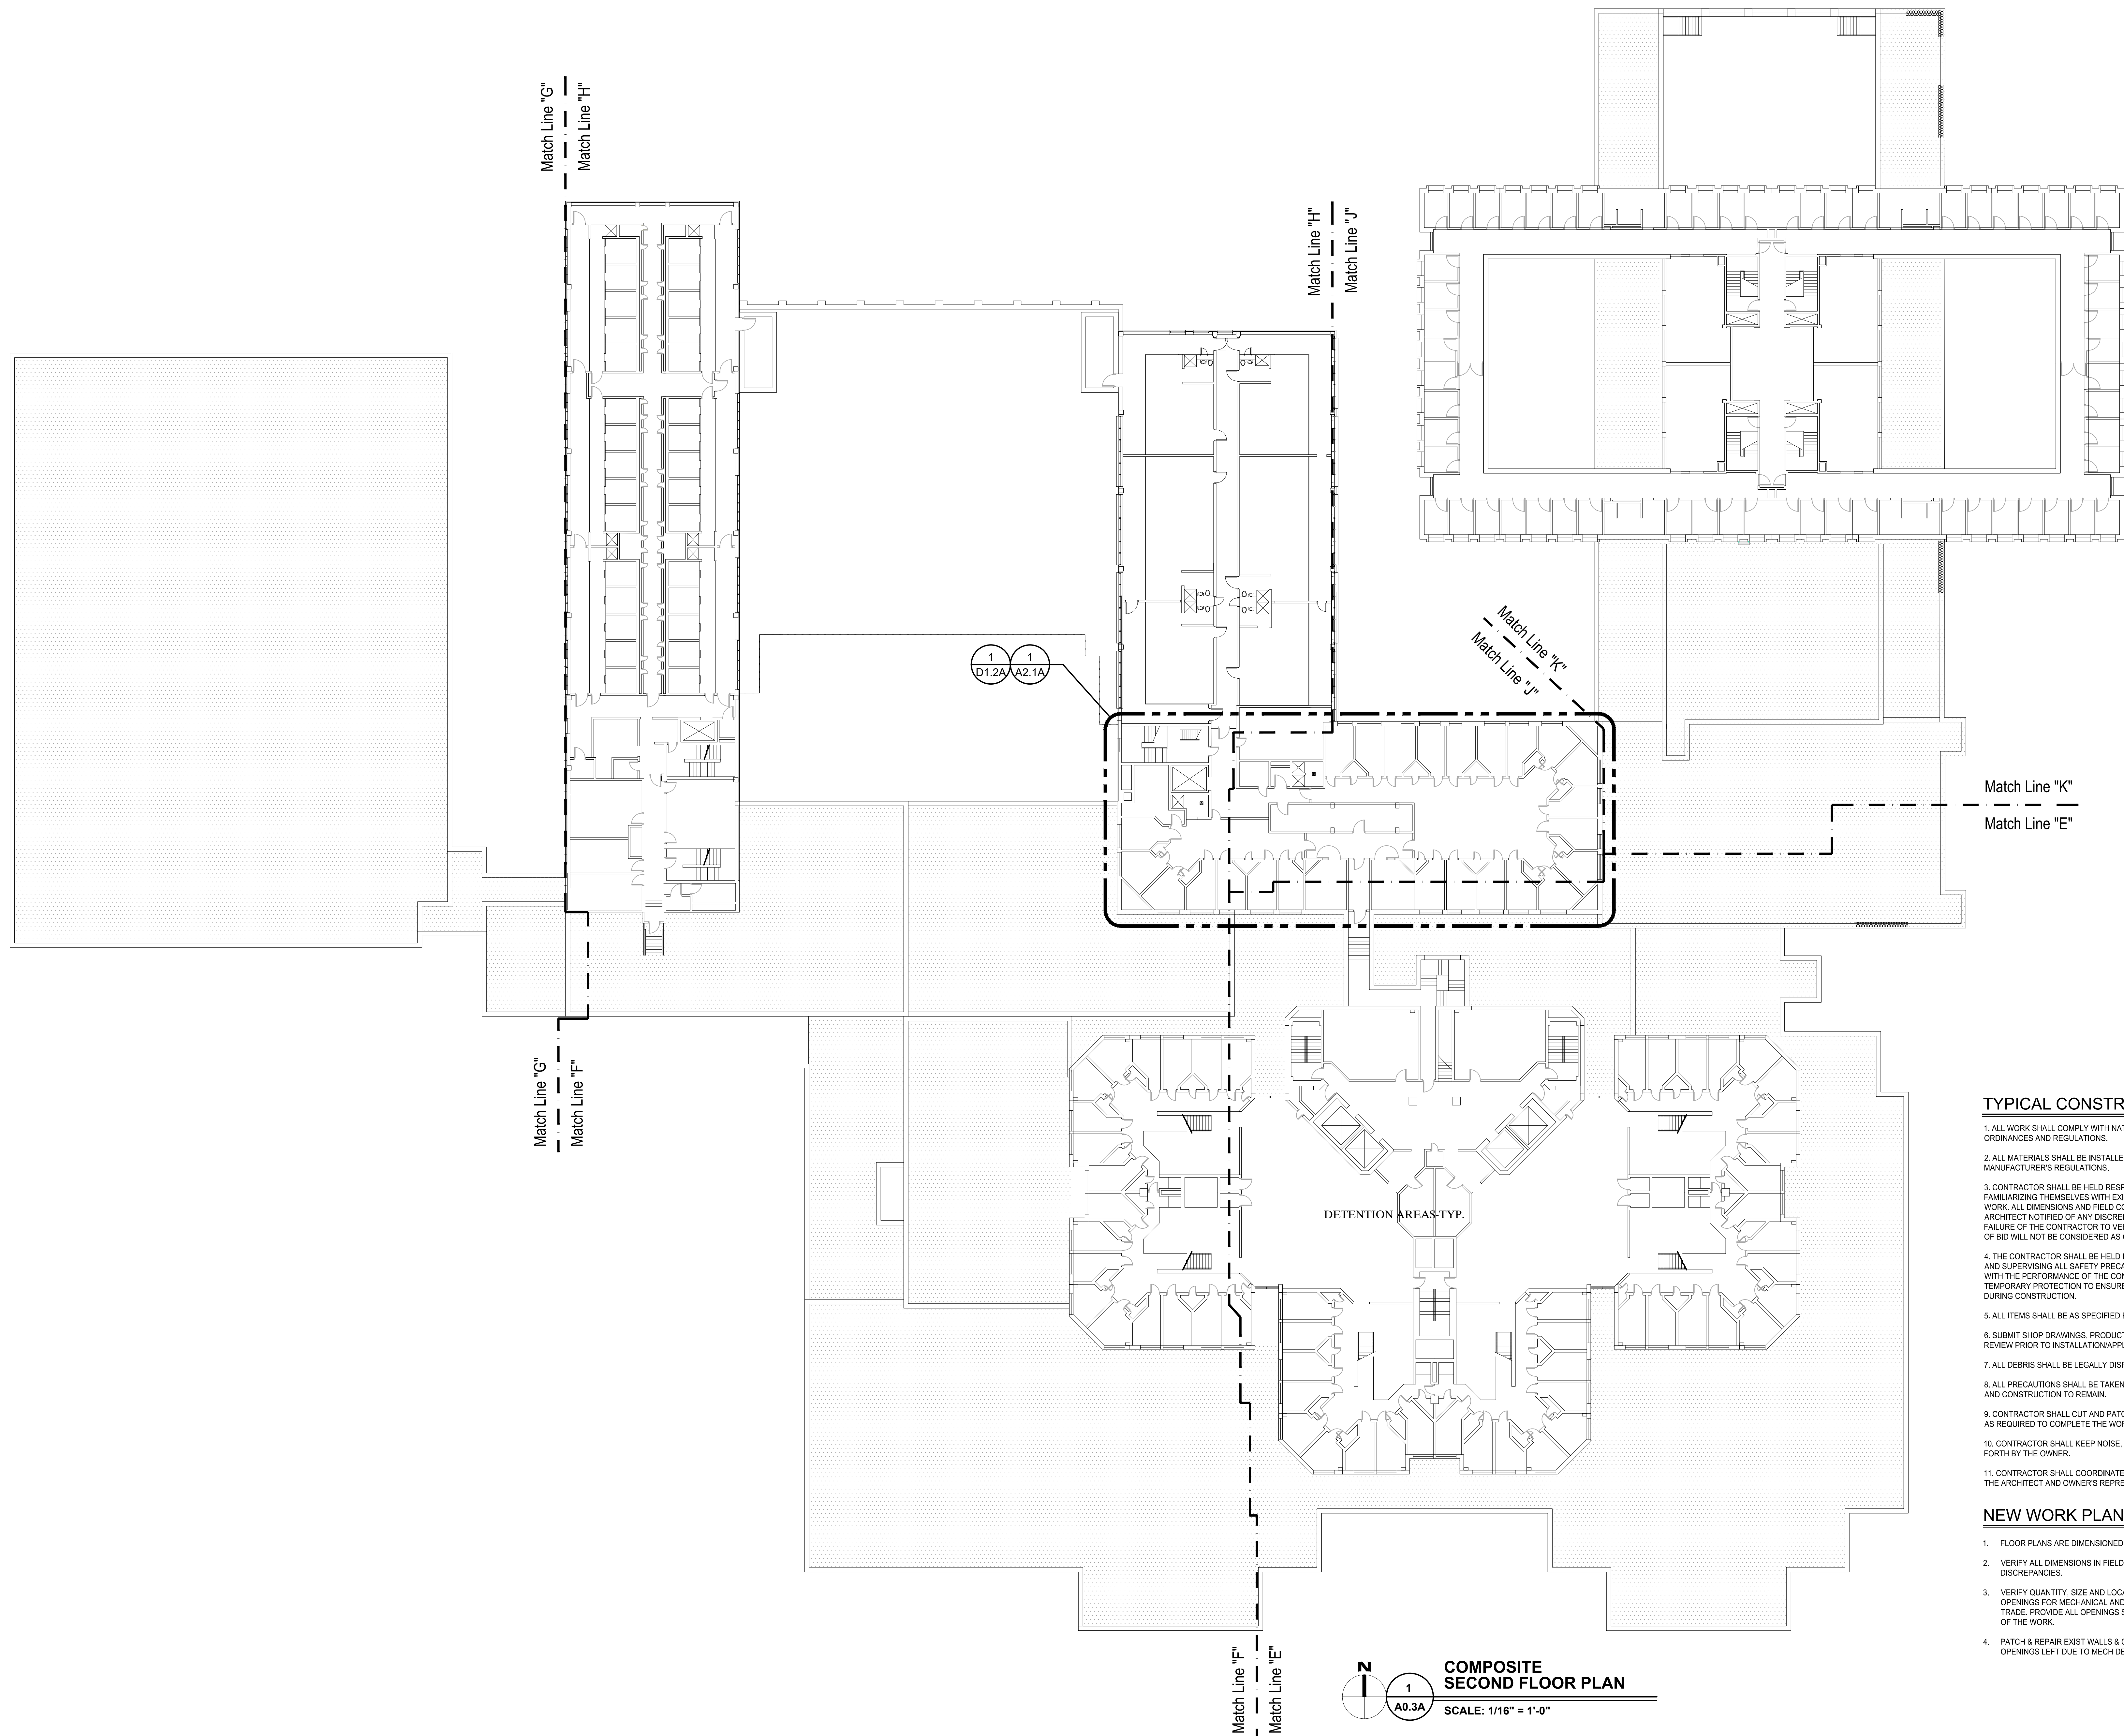 Match Line "G"
Match Line "H"
Match Line "H"
Match Line "J"
Match Line "K"
Match Line "J"
1
D1.2A
1
A2.1A
Match Line "K"
Match Line "E"
Match Line "G"
Match Line "F"
DETENTION AREAS-TYP.
TYPICAL CONSTR
1. ALL WORK SHALL COMPLY WITH NAT
ORDINANCES AND REGULATIONS.
2. ALL MATERIALS SHALL BE INSTALLE
MANUFACTURER'S REGULATIONS.
3. CONTRACTOR SHALL BE HELD RESP
FAMILIARIZING THEMSELVES WITH EXI
WORK. ALL DIMENSIONS AND FIELD CO
ARCHITECT NOTIFIED OF ANY DISCREP
FAILURE OF THE CONTRACTOR TO VER
OF BID WILL NOT BE CONSIDERED AS
4. THE CONTRACTOR SHALL BE HELD
AND SUPERVISING ALL SAFETY PRECA
WITH THE PERFORMANCE OF THE CON
TEMPORARY PROTECTION TO ENSURE
DURING CONSTRUCTION.
5. ALL ITEMS SHALL BE AS SPECIFIED
6. SUBMIT SHOP DRAWINGS, PRODUCT
REVIEW PRIOR TO INSTALLATION/APPL
7. ALL DEBRIS SHALL BE LEGALLY DISP
8. ALL PRECAUTIONS SHALL BE TAKEN
AND CONSTRUCTION TO REMAIN.
9. CONTRACTOR SHALL CUT AND PATC
AS REQUIRED TO COMPLETE THE WOR
10. CONTRACTOR SHALL KEEP NOISE,
FORTH BY THE OWNER.
11. CONTRACTOR SHALL COORDINATE
THE ARCHITECT AND OWNER'S REPRE
NEW WORK PLAN
1. FLOOR PLANS ARE DIMENSIONED
2. VERIFY ALL DIMENSIONS IN FIELD
DISCREPANCIES.
3. VERIFY QUANTITY, SIZE AND LOCA
OPENINGS FOR MECHANICAL AND
TRADE. PROVIDE ALL OPENINGS S
OF THE WORK.
4. PATCH & REPAIR EXIST WALLS & C
OPENINGS LEFT DUE TO MECH DE
Match Line "F"
Match Line "E"
N
1
A0.3A
COMPOSITE
SECOND FLOOR PLAN
SCALE: 1/16" = 1'-0"